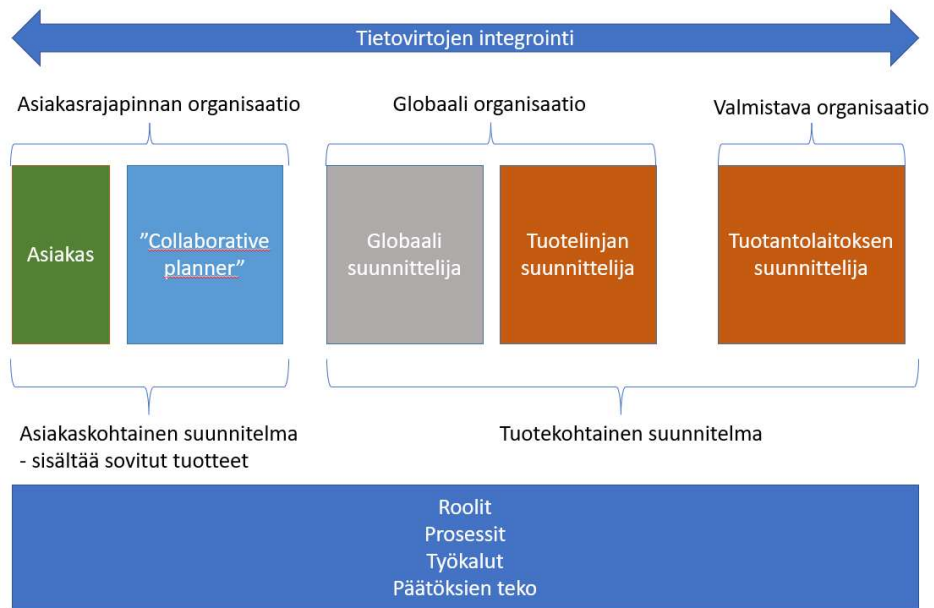 Tietovirtojen integrointi
Asiakasrajapinnan organisaatio
Globaali organisaatio
Valmistava organisaatio
Asiakas
”Collaborative
planner”
Globaali
suunnittelija
Tuotelinjan
suunnittelija
Tuotantolaitoksen
suunnittelija
Asiakaskohtainen suunnitelma
- sisältää sovitut tuotteet
Tuotekohtainen suunnitelma
Roolit
Prosessit
Työkalut
Päätöksien teko